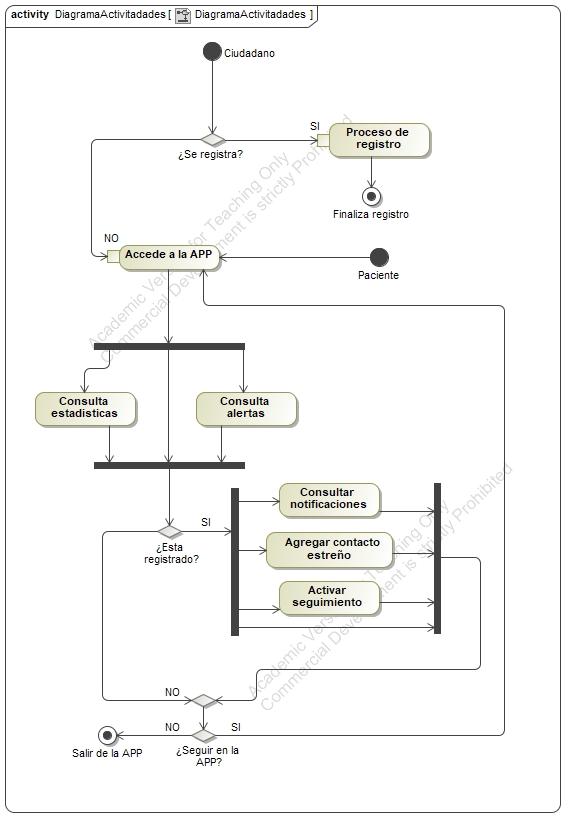 activity DiagramaActivitadades [ DiagramaActivitadades ]
Ciudadano
SI
Proceso de
registro
¿Se registra?
Finaliza registro
NO
Accede a la APP
Paciente
Academic Version for Teaching Only
Commercial Development is strictly Prohibited
Consulta
estadisticas
Consulta
alertas
Consultar
notificaciones
SI
¿Esta
registrado?
Agregar contacto
estreño
Activar
seguimiento
Academic Version for Teaching Only
Commercial Development is strictly Prohibited
NO
NO
SI
Salir de la APP
¿Seguir en la
APP?